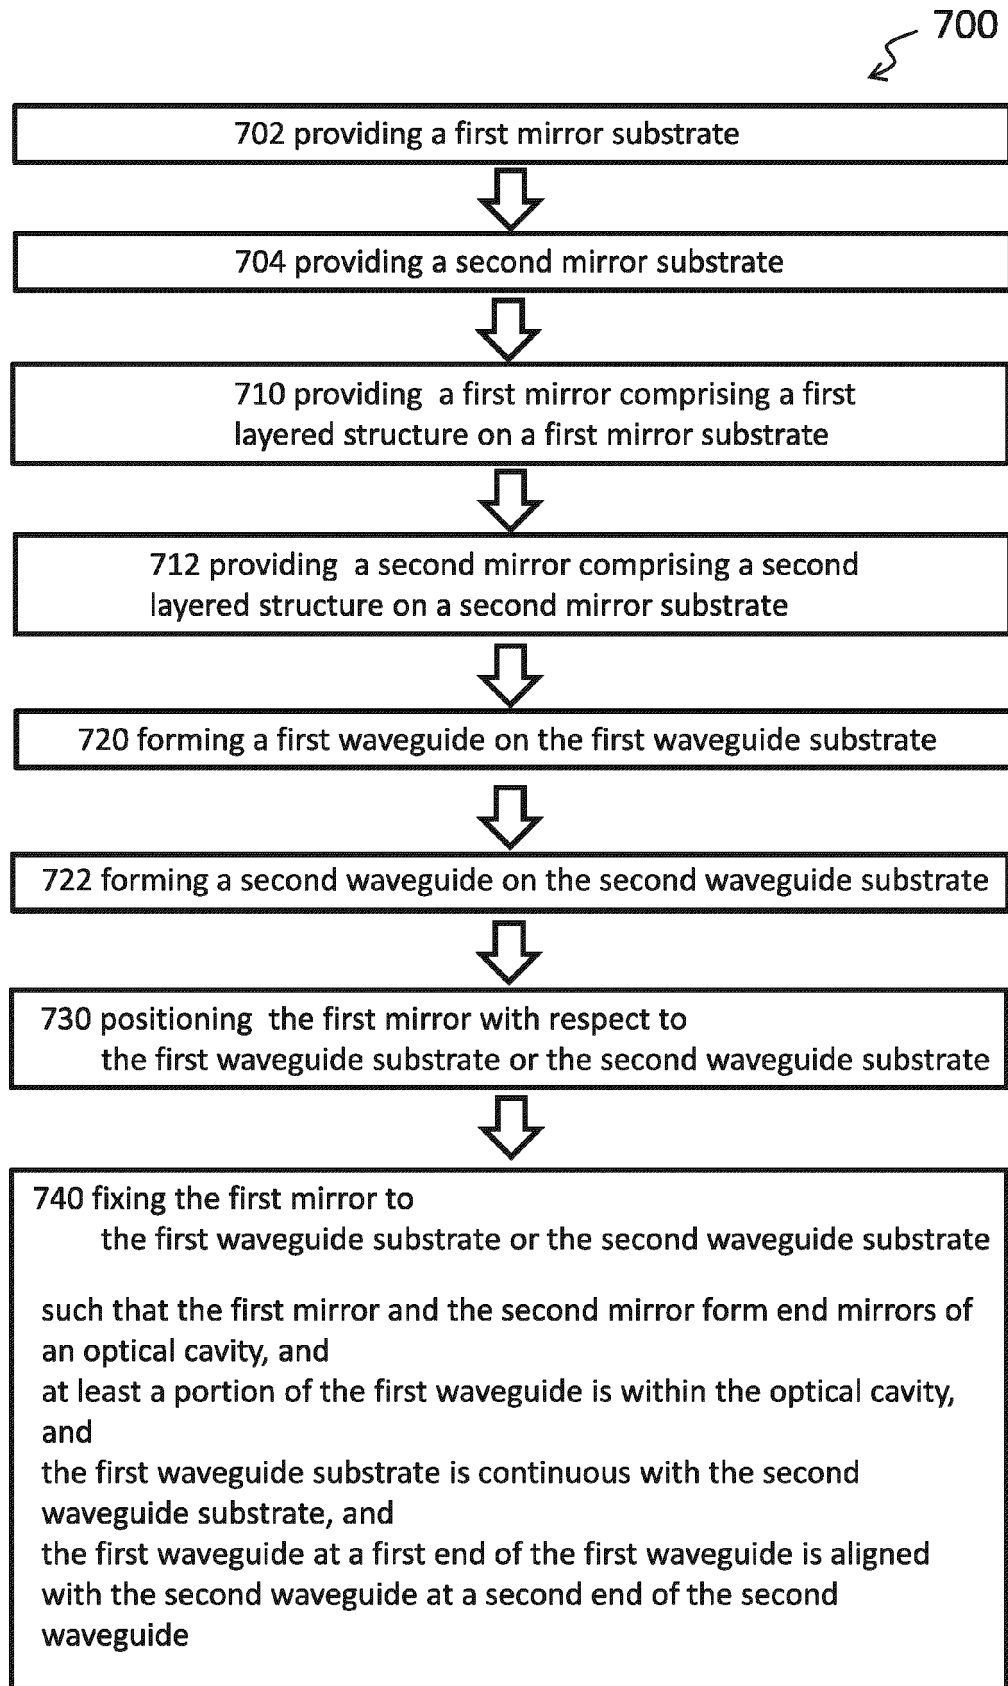 700
702 providing a first mirror substrate
704 providing a second mirror substrate
710 providing a first mirror comprising a first
layered structure on a first mirror substrate
712 providing a second mirror comprising a second
layered structure on a second mirror substrate
720 forming a first waveguide on the first waveguide substrate
722 forming a second waveguide on the second waveguide substrate
730 positioning the first mirror with respect to
the first waveguide substrate or the second waveguide substrate
740 fixing the first mirror to
the first waveguide substrate or the second waveguide substrate
such that the first mirror and the second mirror form end mirrors of
an optical cavity, and
at least a portion of the first waveguide is within the optical cavity,
and
the first waveguide substrate is continuous with the second
waveguide substrate, and
the first waveguide at a first end of the first waveguide is aligned
with the second waveguide at a second end of the second
waveguide